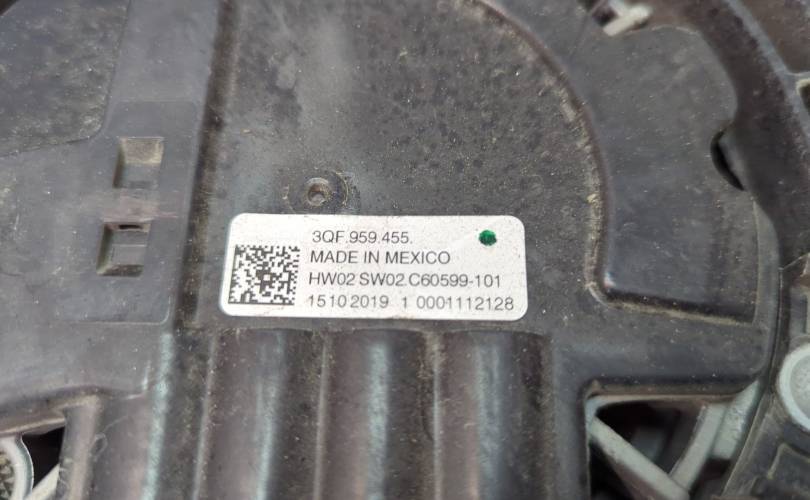 3QF.959.455.
MADE IN MEXICO
HW02 SW02 C60599-101
15102019 1 0001112128